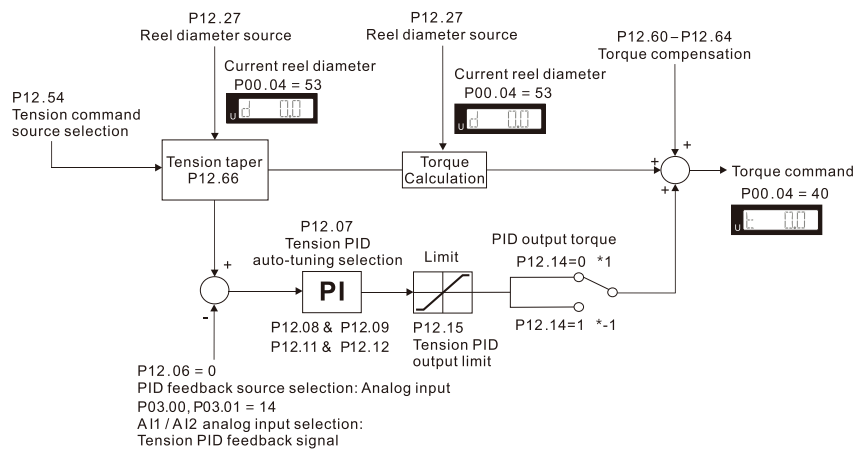 P12.27
Reel diameter source
P12.27
Reel diameter source
P12.60–P12.64
Torque compensation
Current reel diameter
P00.04 = 53
U d 0.0
Current reel diameter
P00.04 = 53
U d 0.0
P12.54
Tension command
source selection
Tension taper
P12.66
Torque
Calculation
+
+
+
Torque command
P00.04 = 40
U t 0.0
P12.07
Tension PID
auto-tuning selection
Limit
PID output torque
P12.14=0 *1
+
-
PI
P12.08 & P12.09
P12.11 & P12.12
P12.15
Tension PID
output limit
P12.14=1 *-1
P12.06 = 0
PID feedback source selection: Analog input
P03.00, P03.01 = 14
AI1 / AI2 analog input selection:
Tension PID feedback signal